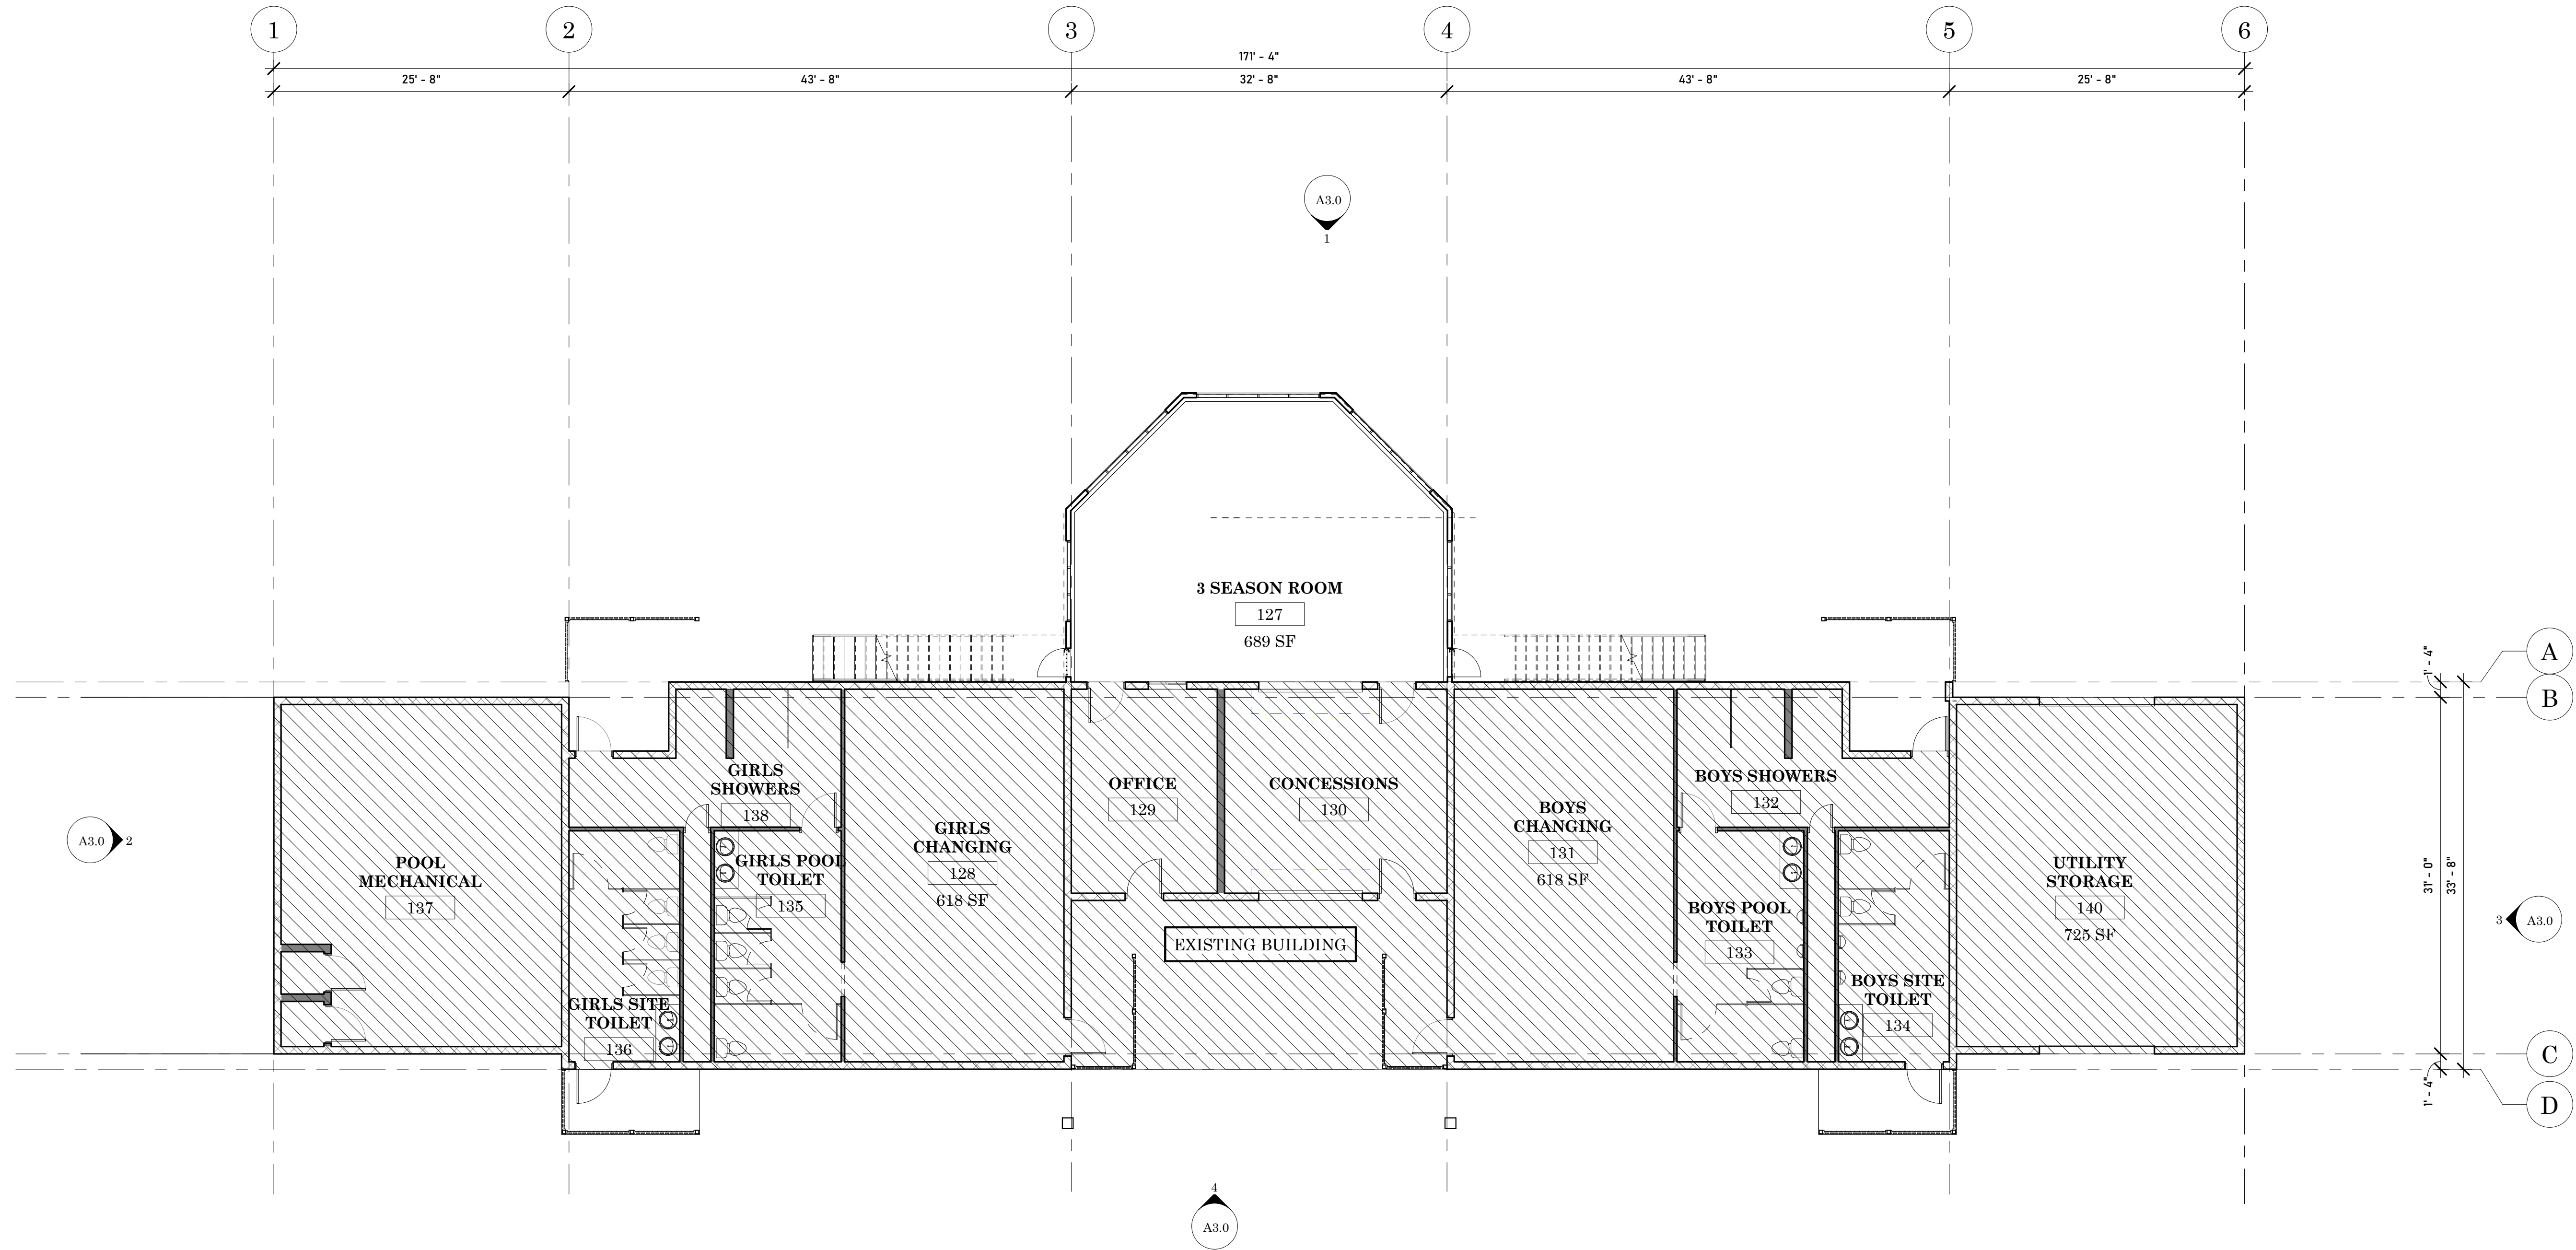 1
2
3
4
5
6
171' - 4"
25' - 8"
43' - 8"
32' - 8"
43' - 8"
25' - 8"
A3.0
1
3 SEASON ROOM
127
689 SF
A
1' - 4"
B
GIRLS
SHOWERS
138
OFFICE
129
CONCESSIONS
130
BOYS SHOWERS
132
BOYS
CHANGING
131
618 SF
GIRLS
CHANGING
128
618 SF
A3.0
2
POOL
MECHANICAL
137
GIRLS POOL
TOILET
135
UTILITY
STORAGE
140
725 SF
31' - 0"
33' - 8"
3
A3.0
BOYS POOL
TOILET
133
EXISTING BUILDING
GIRLS SITE
TOILET
136
BOYS SITE
TOILET
134
C
1' - 4"
D
4
A3.0